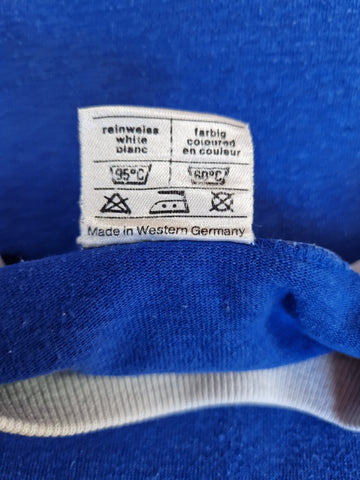 reinweiss
white
blanc
farbig
coloured
en couleur
95°C
60°C
Made in Western Germany